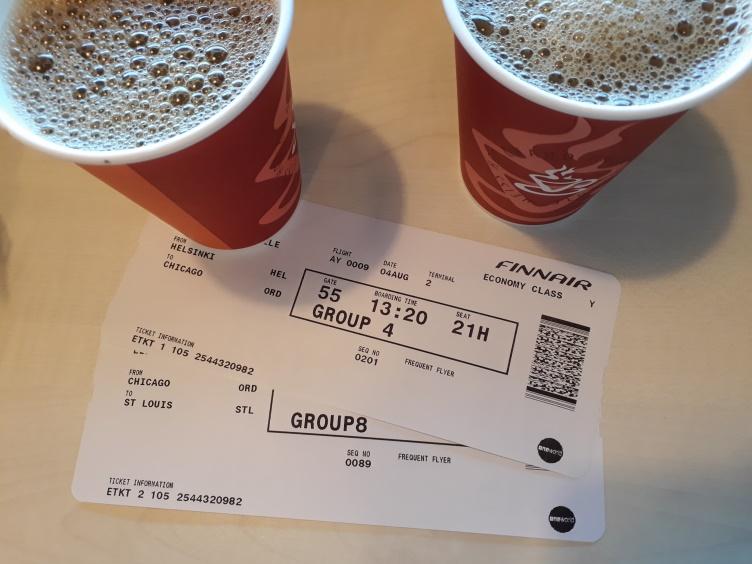 FROM
HELSINKI
HEL
TO
CHICAGO
ORD
FLIGHT
AY 0009
DATE
04AUG
TERMINAL
2
FINNAIR
ECONOMY CLASS
Y
GATE
55
BOARDING TIME
13:20
SEAT
21H
GROUP 4
TICKET INFORMATION
ETKT 1 105 2544320982
SEQ NO
0201
FREQUENT FLYER
oneworld
FROM
CHICAGO
ORD
TO
ST LOUIS
STL
GROUP8
SEQ NO
0089
FREQUENT FLYER
TICKET INFORMATION
ETKT 2 105 2544320982
oneworld